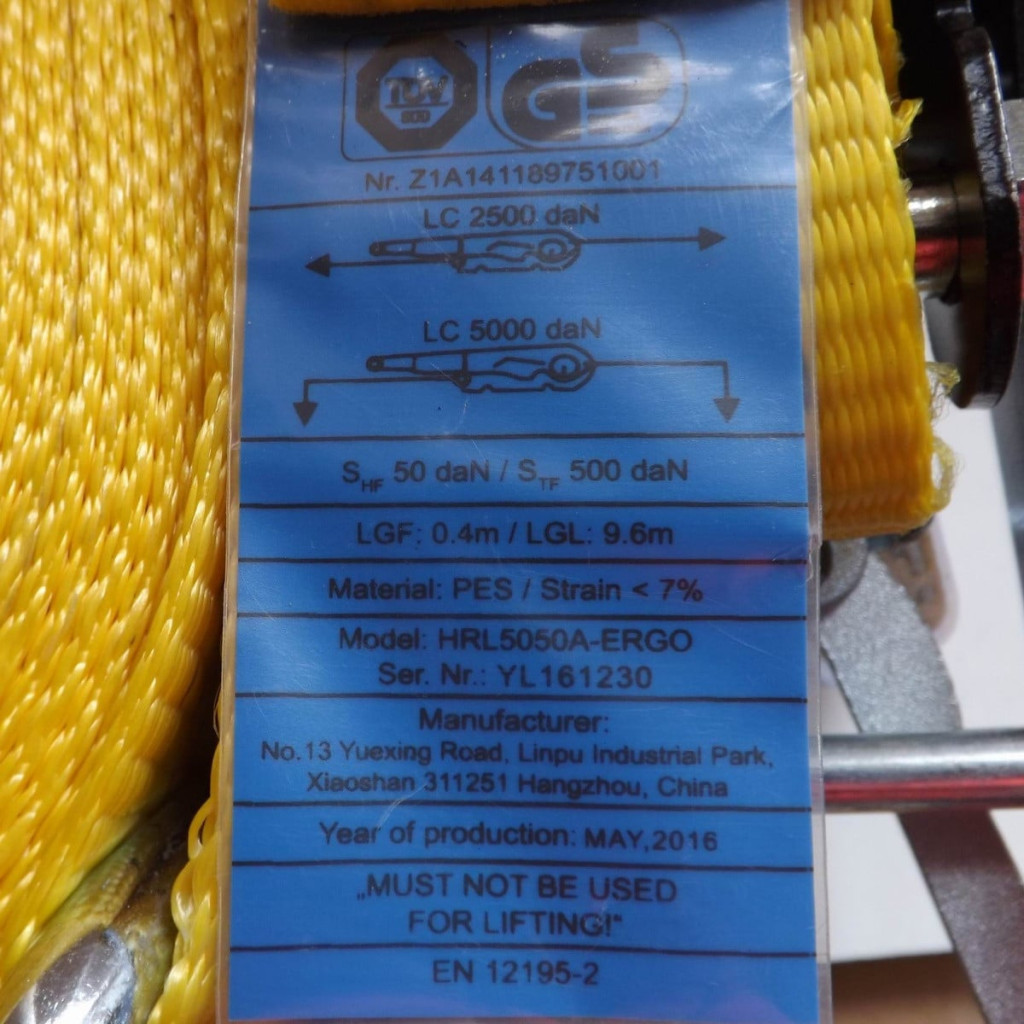 TÜV
SÜD
GS
Nr. Z1A141189751001
LC 2500 daN
LC 5000 daN
SHF 50 daN / STF 500 daN
LGF: 0.4m / LGL: 9.6m
Material: PES / Strain < 7%
Model: HRL5050A-ERGO
Ser. Nr.: YL161230
Manufacturer:
No.13 Yuexing Road, Linpu Industrial Park,
Xiaoshan 311251 Hangzhou, China
Year of production: MAY,2016
„MUST NOT BE USED
FOR LIFTING!“
EN 12195-2